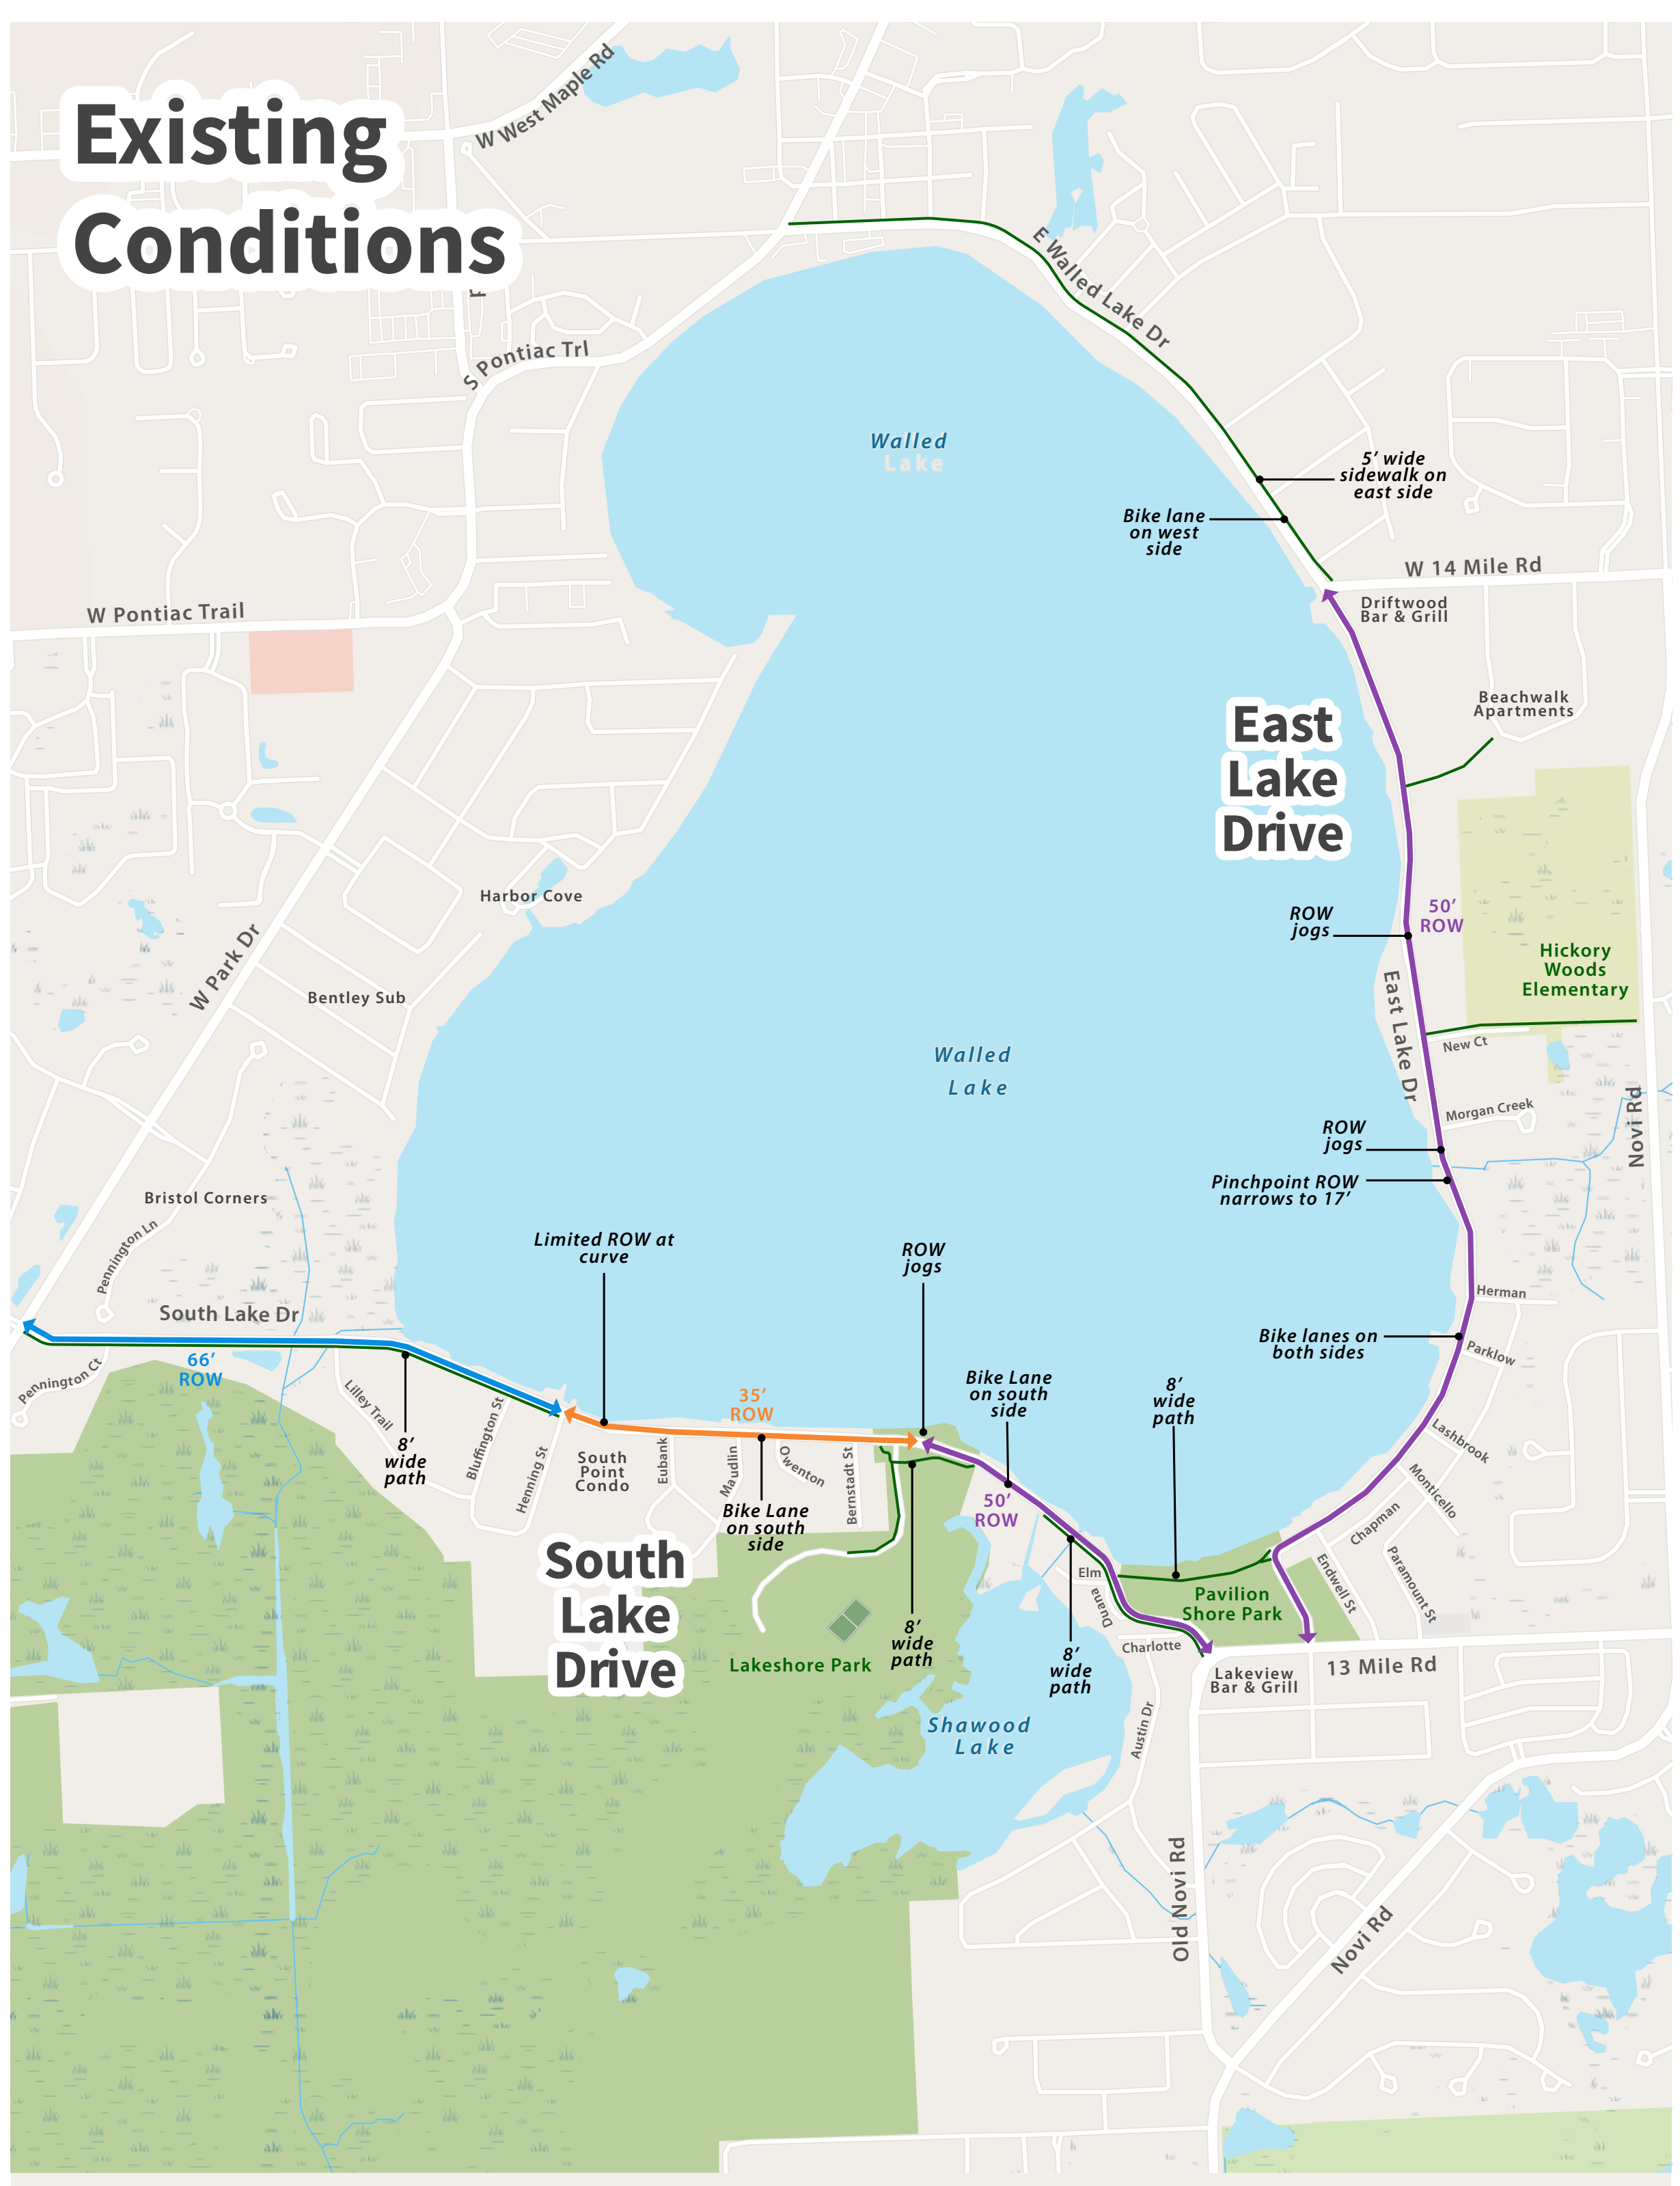 Existing
Conditions
W West Maple Rd
E Walled Lake Dr
S Pontiac Trl
Walled
Lake
5’ wide
sidewalk on
east side
Bike lane
on west
side
W 14 Mile Rd
Driftwood
Bar & Grill
W Pontiac Trail
Beachwalk
Apartments
East
Lake
Drive
Harbor Cove
ROW
jogs
50’
ROW
Hickory
Woods
Elementary
W Park Dr
Bentley Sub
East Lake Dr
New Ct
Walled
Lake
Morgan Creek
Novi Rd
ROW
jogs
Pinchpoint ROW
narrows to 17’
Bristol Corners
Pennington Ln
Limited ROW at
curve
ROW
jogs
Herman
South Lake Dr
Bike lanes on
both sides
Parklow
66’
ROW
Pennington Ct
Lilley Trail
8’
wide
path
Bluffington St
Henning St
35’
ROW
Bike Lane
on south
side
8’
wide
path
Lashbrook
South
Point
Condo
Eubank
Maudlin
Owenton
Bernstadt St
Bike Lane
on south
side
50’
ROW
Monticello
Chapman
Paramount St
Endwell St
South
Lake
Drive
Elm
Duana
Pavilion
Shore Park
Charlotte
8’
wide
path
8’
wide
path
Lakeshore Park
Lakeview
Bar & Grill
13 Mile Rd
Shawood
Lake
Austin Dr
Old Novi Rd
Novi Rd